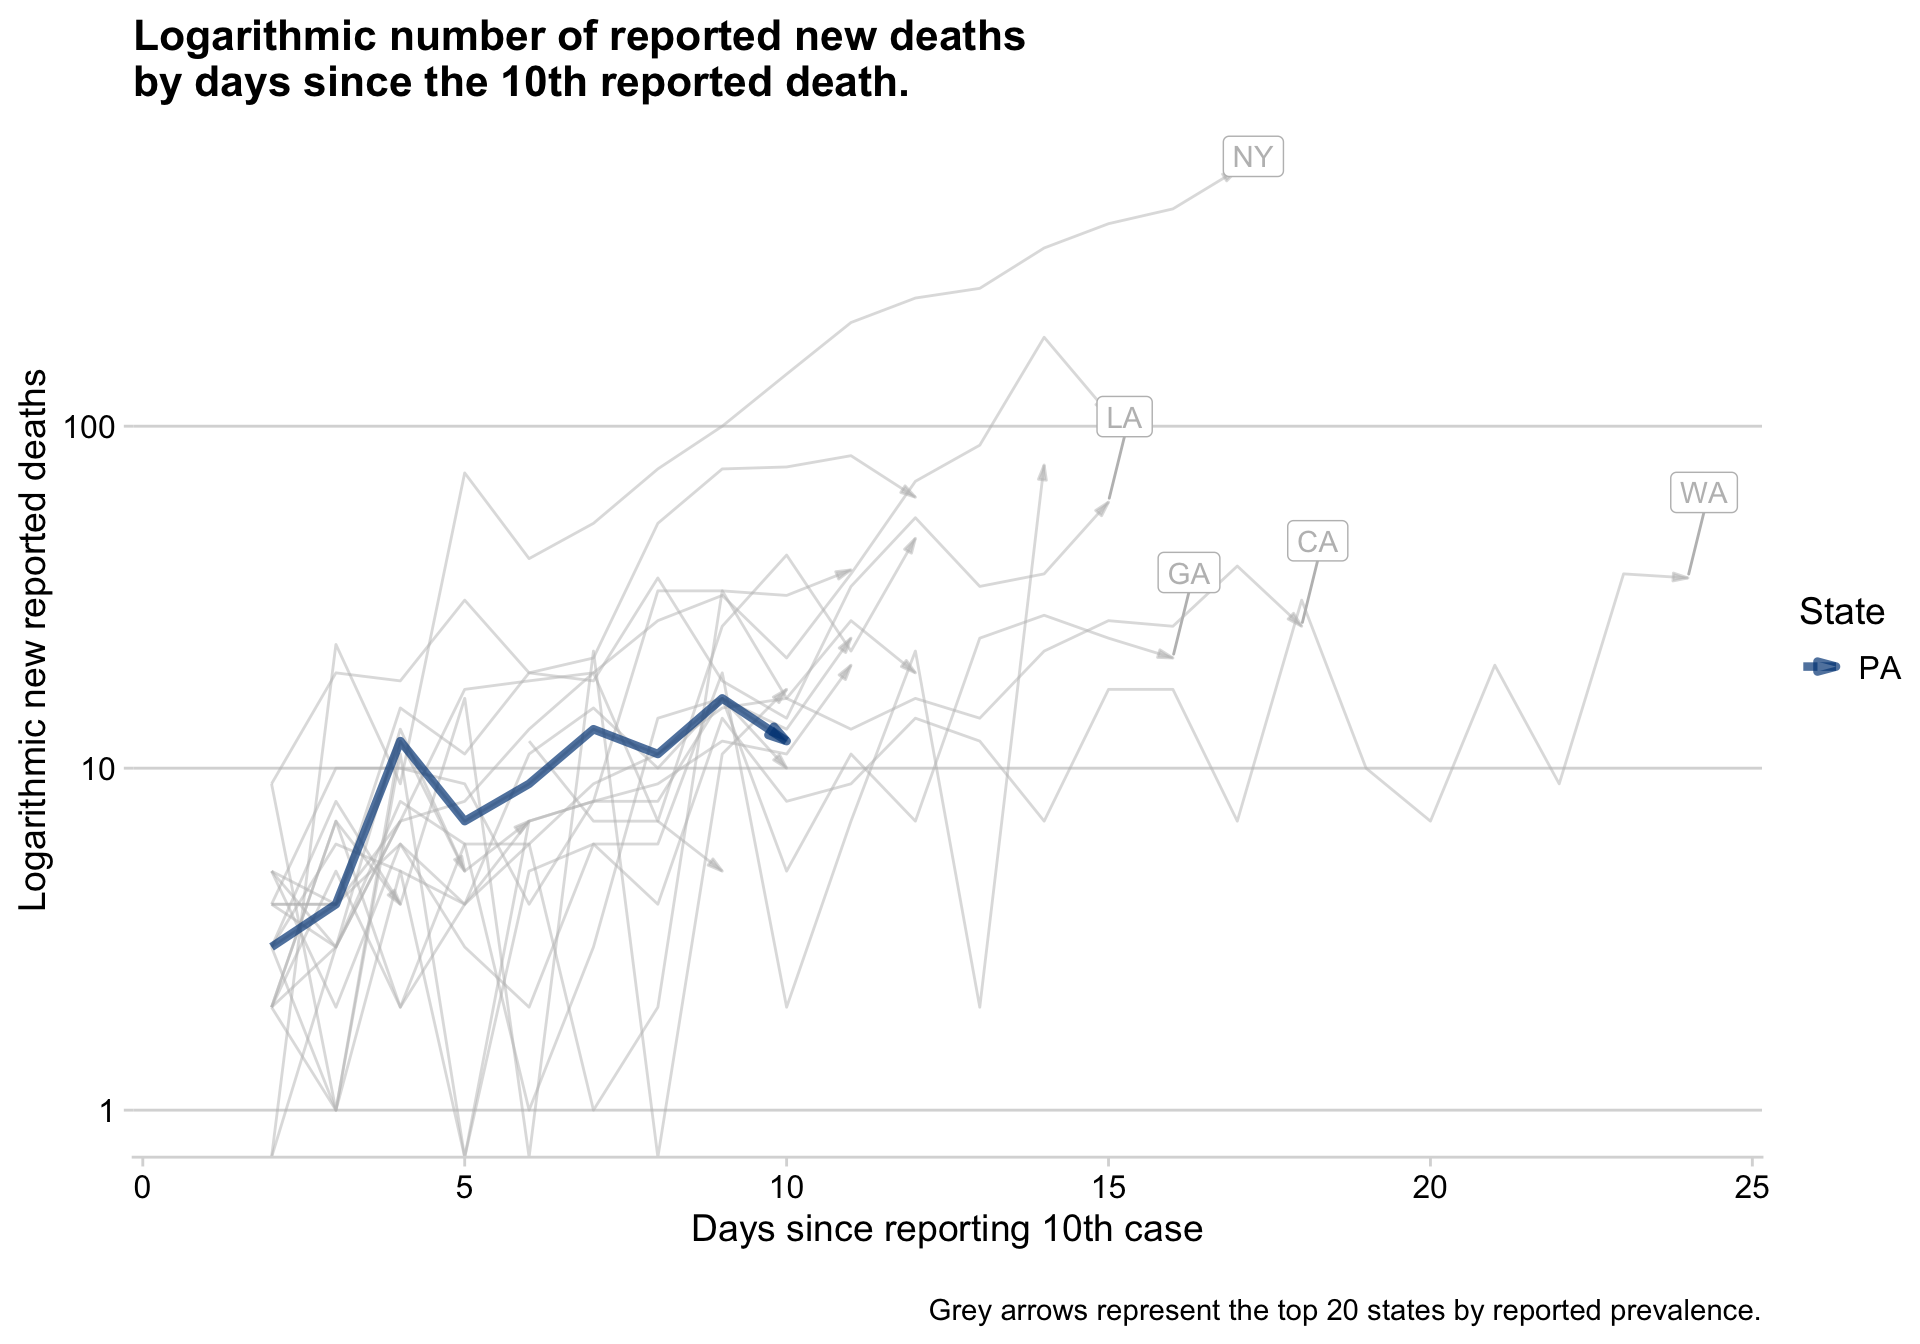 Logarithmic number of reported new deaths
by days since the 10th reported death.
NY
LA
WA
CA
GA
Logarithmic new reported deaths
100
10
1
State
PA
0 5 10 15 20 25
Days since reporting 10th case
Grey arrows represent the top 20 states by reported prevalence.